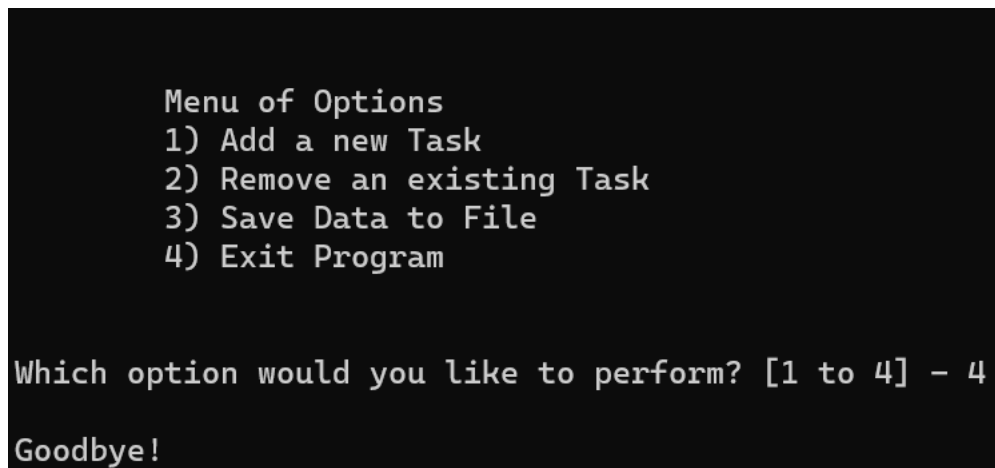 Menu of Options
1) Add a new Task
2) Remove an existing Task
3) Save Data to File
4) Exit Program
Which option would you like to perform? [1 to 4] - 4
Goodbye!